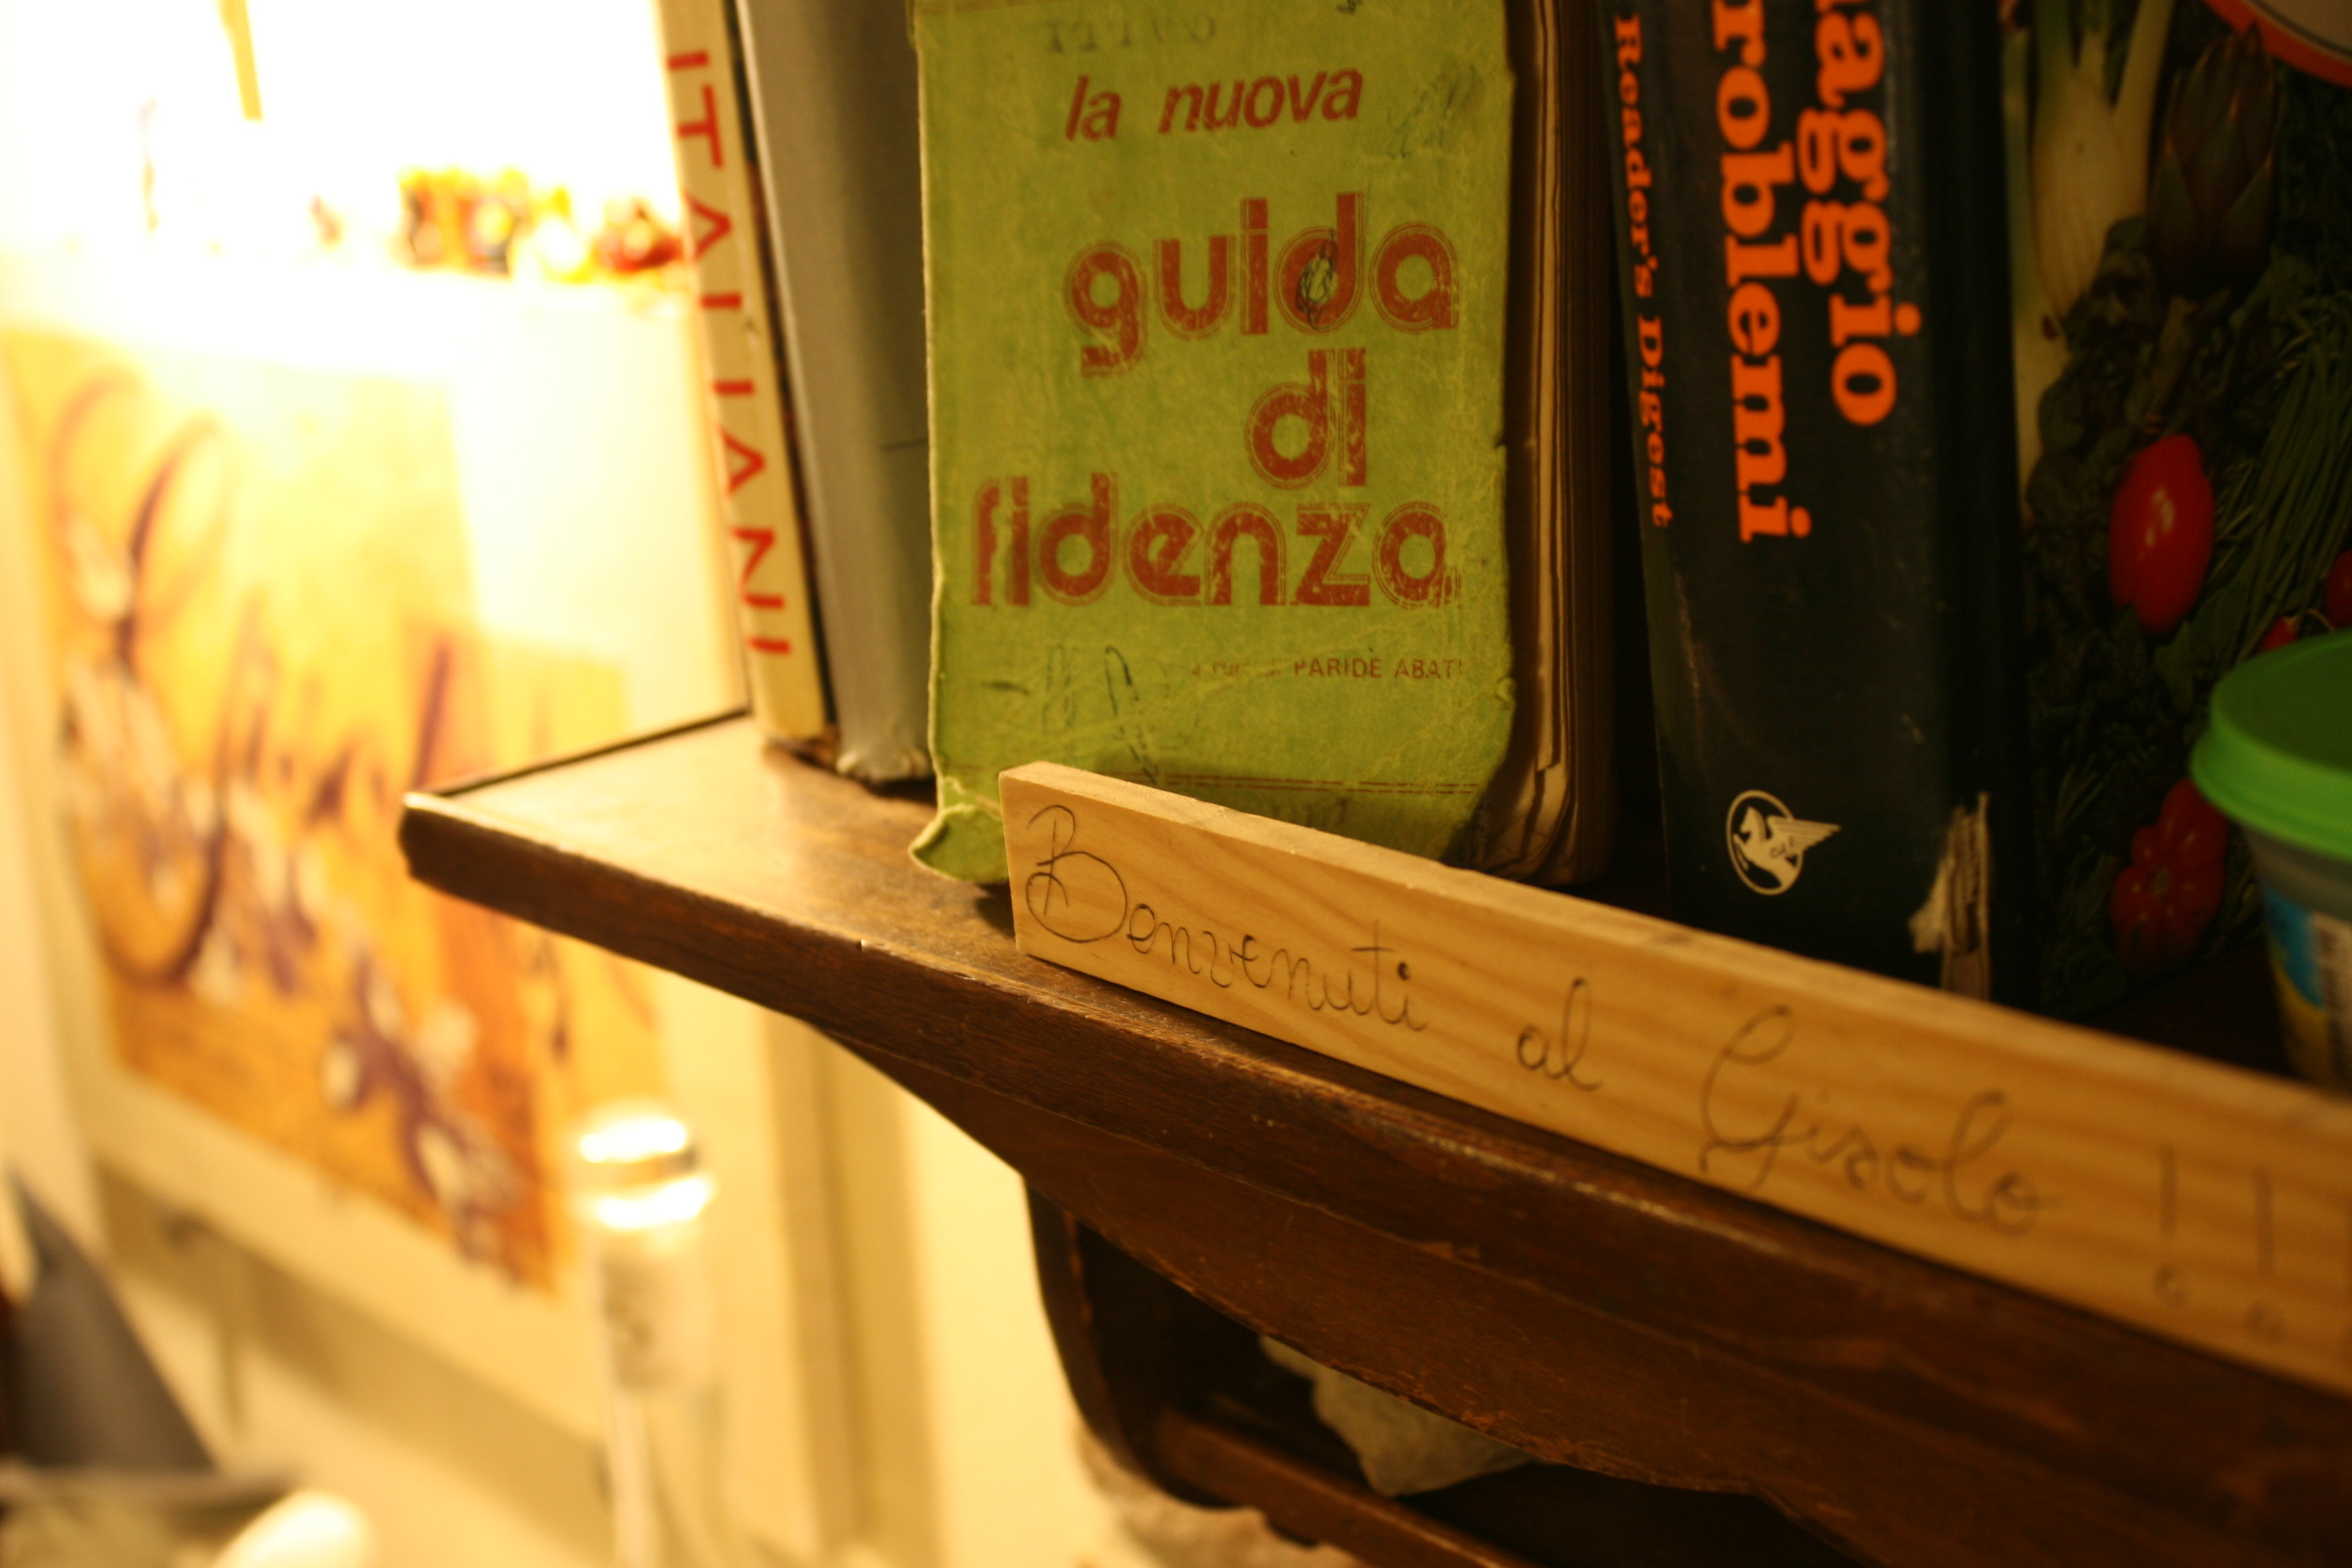 ITALIANI
la nuova
guida
di
fidenza
PARIDE ABATI
Reader's Digest
roblemi
aggio
Benvenuti al Gisolo !!